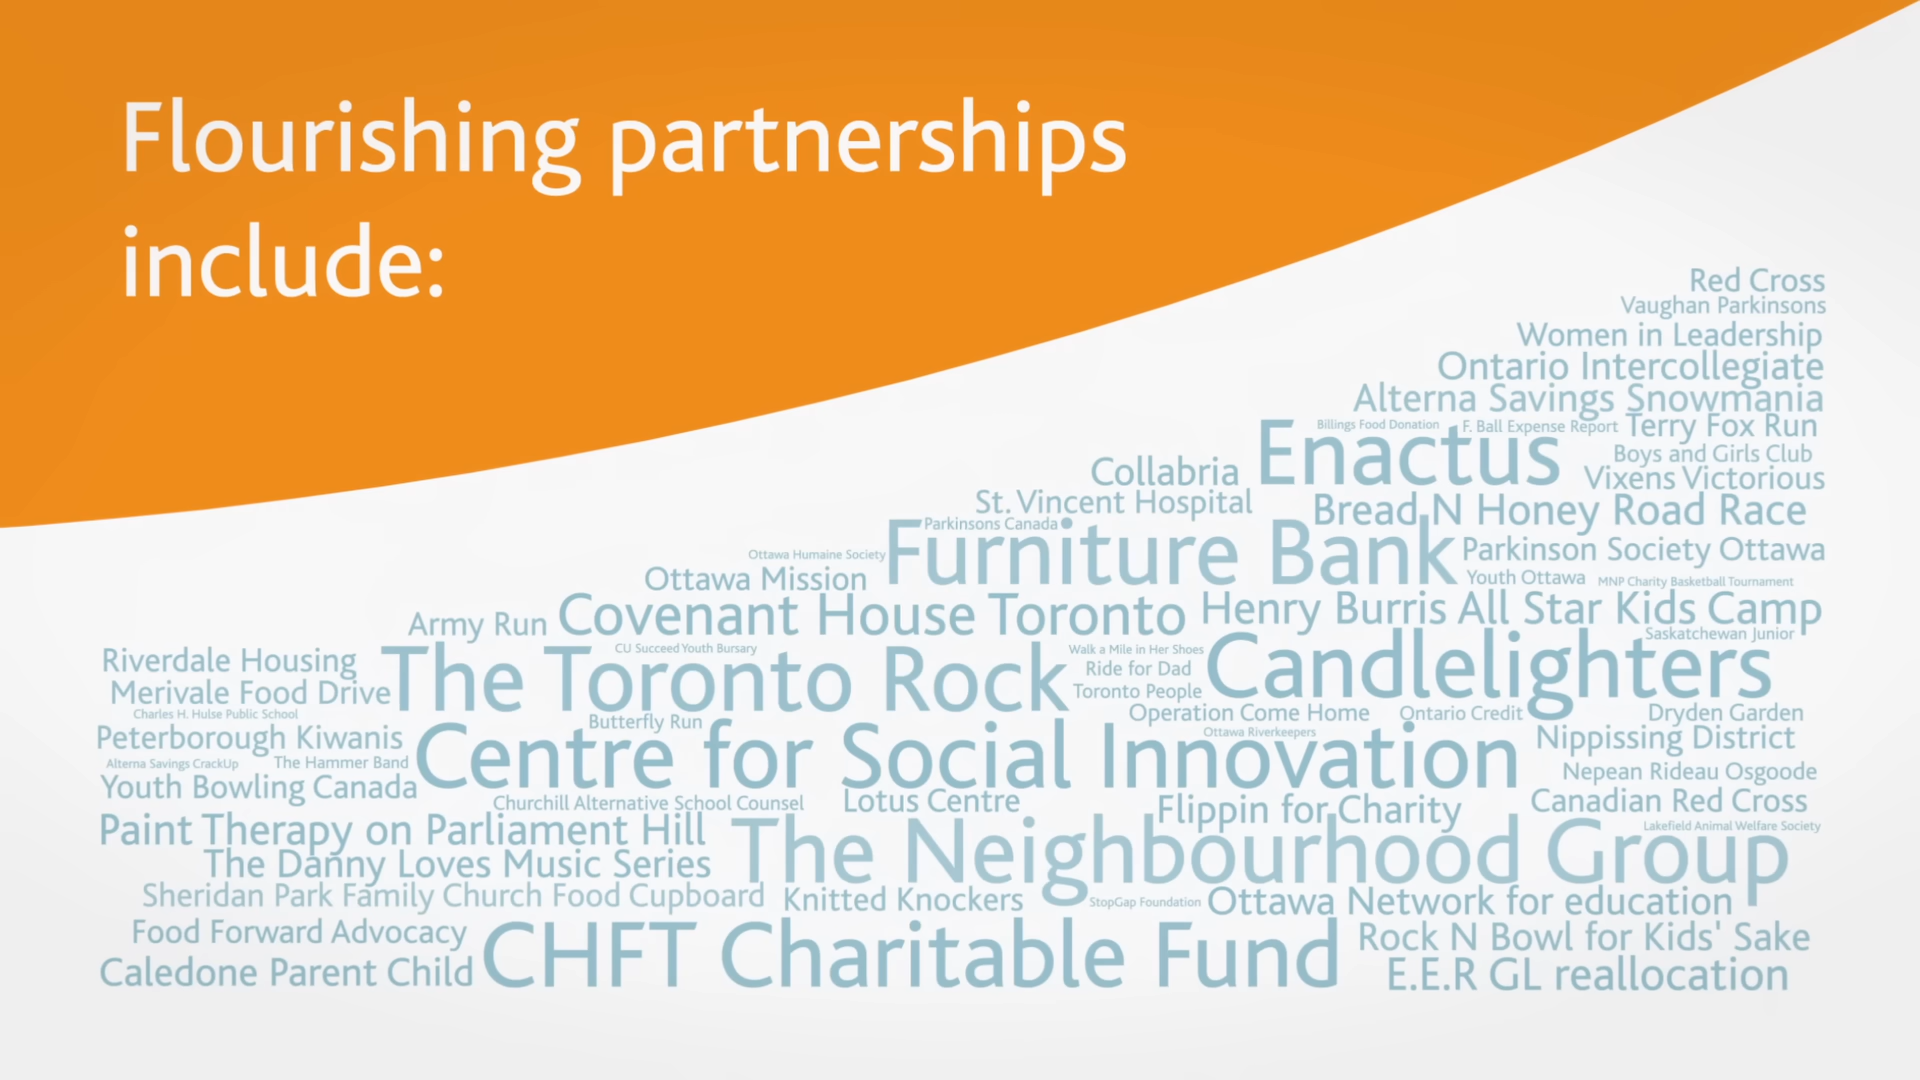 Flourishing partnerships
include:
Red Cross
Vaughan Parkinsons
Women in Leadership
Ontario Intercollegiate
Alterna Savings Snowmania
Billings Food Donation
F. Ball Expense Report
Terry Fox Run
Enactus
Boys and Girls Club
Collabria
Vixens Victorious
St. Vincent Hospital
Bread N Honey Road Race
Parkinsons Canada
Ottawa Humaine Society
Furniture Bank
Parkinson Society Ottawa
Ottawa Mission
Youth Ottawa
MNP Charity Basketball Tournament
Army Run
Covenant House Toronto
Henry Burris All Star Kids Camp
Saskatchewan Junior
CU Succeed Youth Bursary
Walk a Mile in Her Shoes
Riverdale Housing
The Toronto Rock
Ride for Dad
Candlelighters
Merivale Food Drive
Toronto People
Charles H. Hulse Public School
Butterfly Run
Operation Come Home
Ontario Credit
Dryden Garden
Peterborough Kiwanis
Ottawa Riverkeepers
Nippissing District
Centre for Social Innovation
Alterna Savings CrackUp
The Hammer Band
Nepean Rideau Osgoode
Youth Bowling Canada
Churchill Alternative School Counsel
Lotus Centre
Flippin for Charity
Canadian Red Cross
Paint Therapy on Parliament Hill
Lakefield Animal Welfare Society
The Neighbourhood Group
The Danny Loves Music Series
Sheridan Park Family Church Food Cupboard
Knitted Knockers
StopGap Foundation
Ottawa Network for education
Food Forward Advocacy
CHFT Charitable Fund
Rock N Bowl for Kids' Sake
Caledone Parent Child
E.E.R GL reallocation